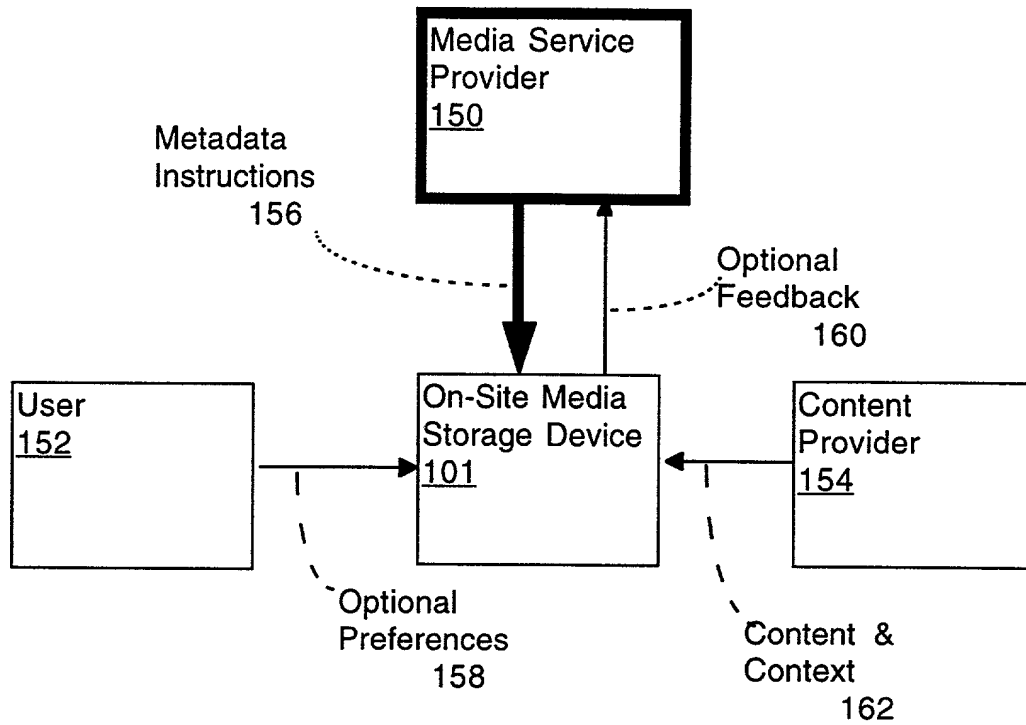 Media Service
Provider
150
Metadata
Instructions
156
Optional
Feedback
160
User
152
On-Site Media
Storage Device
101
Content
Provider
154
Optional
Preferences
158
Content &
Context
162